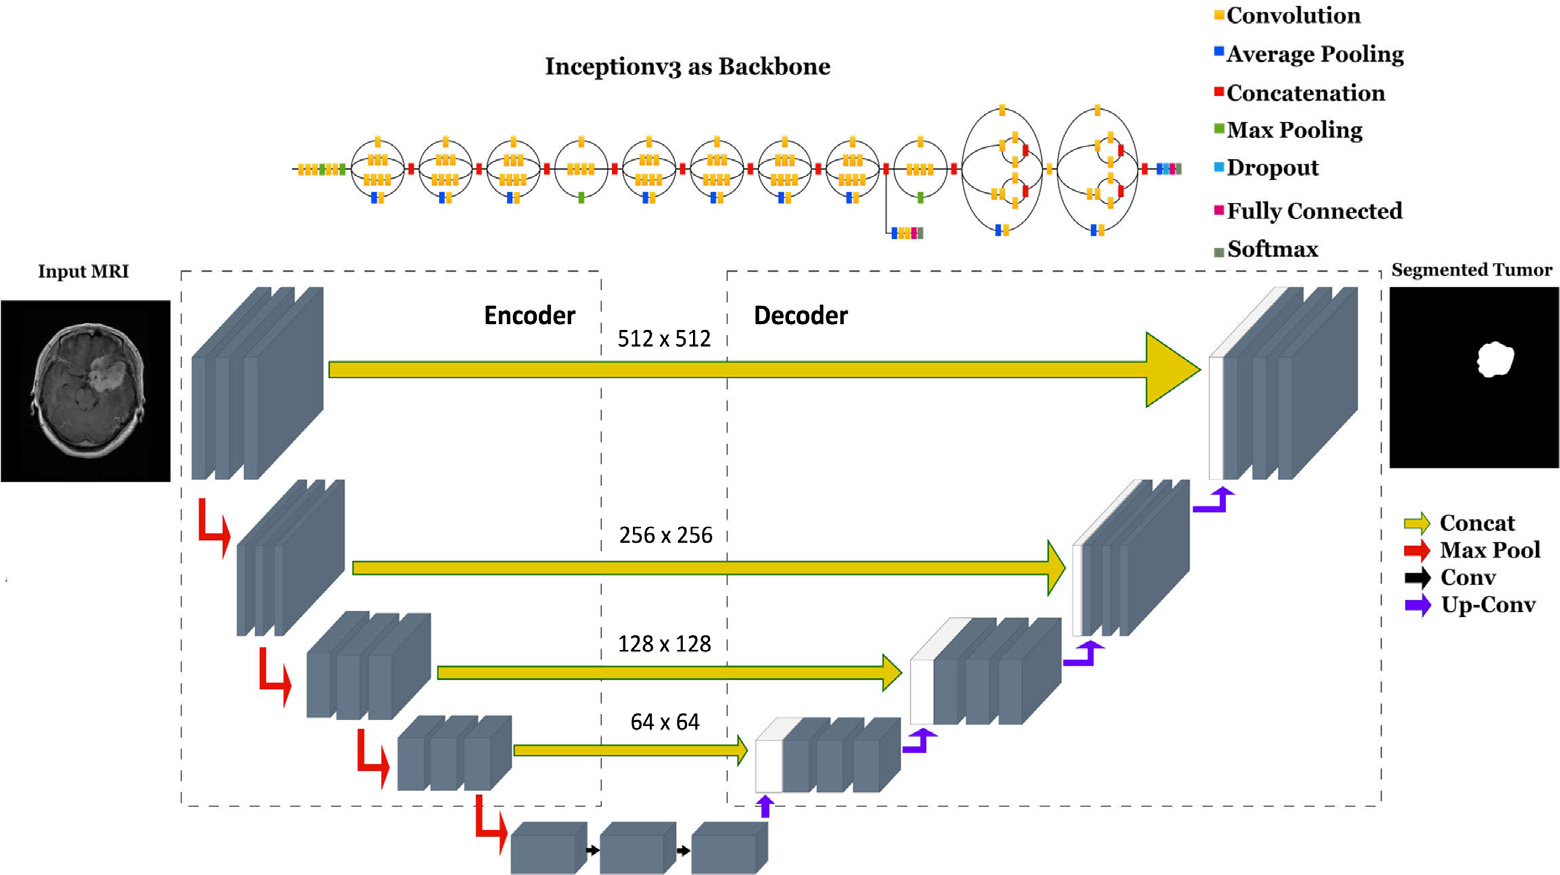 Convolution
Inceptionv3 as Backbone
Average Pooling
Concatenation
Max Pooling
Dropout
Fully Connected
Softmax
Input MRI
Segmented Tumor
Encoder
Decoder
512 x 512
256 x 256
128 x 128
64 x 64
Concat
Max Pool
Conv
Up-Conv